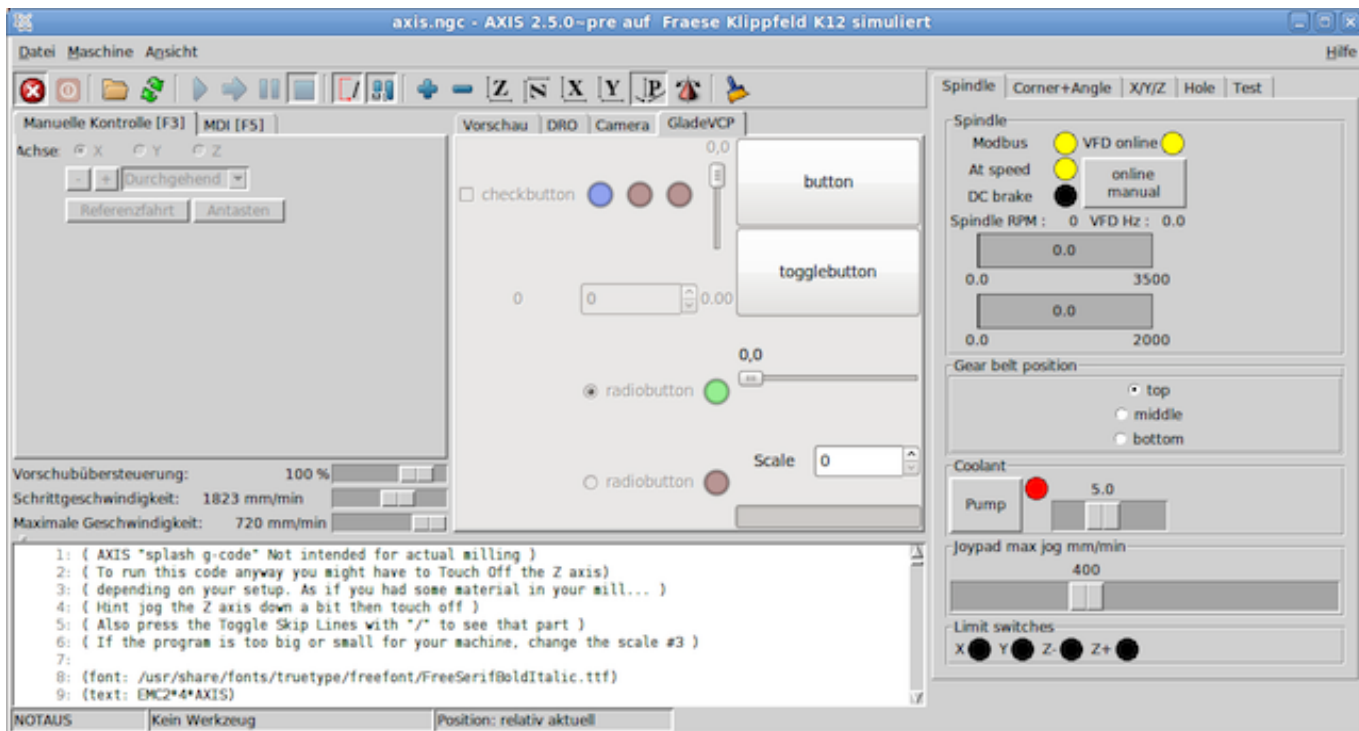 axis.ngc - AXIS 2.5.0~pre auf Fraese Klippfeld K12 simuliert
Datei Maschine Ansicht Hilfe
Z N X Y P
Manuelle Kontrolle [F3] MDI [F5]
Achse: X Y Z
- + Durchgehend
Referenzfahrt Antasten
Vorschubübersteuerung: 100 %
Schrittgeschwindigkeit: 1823 mm/min
Maximale Geschwindigkeit: 720 mm/min
Vorschau DRO Camera GladeVCP
0,0
checkbutton
button
togglebutton
0 0 0.00
0,0
radiobutton
Scale 0
radiobutton
Spindle Corner+Angle X/Y/Z Hole Test
Spindle
Modbus VFD online
At speed
online
manual
DC brake
Spindle RPM : 0 VFD Hz : 0.0
0.0
0.0 3500
0.0
0.0 2000
Gear belt position
top
middle
bottom
Coolant
Pump 5.0
Joypad max jog mm/min
400
Limit switches
X Y Z- Z+
1: ( AXIS "splash g-code" Not intended for actual milling )
2: ( To run this code anyway you might have to Touch Off the Z axis)
3: ( depending on your setup. As if you had some material in your mill... )
4: ( Hint jog the Z axis down a bit then touch off )
5: ( Also press the Toggle Skip Lines with "/" to see that part )
6: ( If the program is too big or small for your machine, change the scale #3 )
7:
8: (font: /usr/share/fonts/truetype/freefont/FreeSerifBoldItalic.ttf)
9: (text: EMC2*4*AXIS)
NOTAUS Kein Werkzeug Position: relativ aktuell